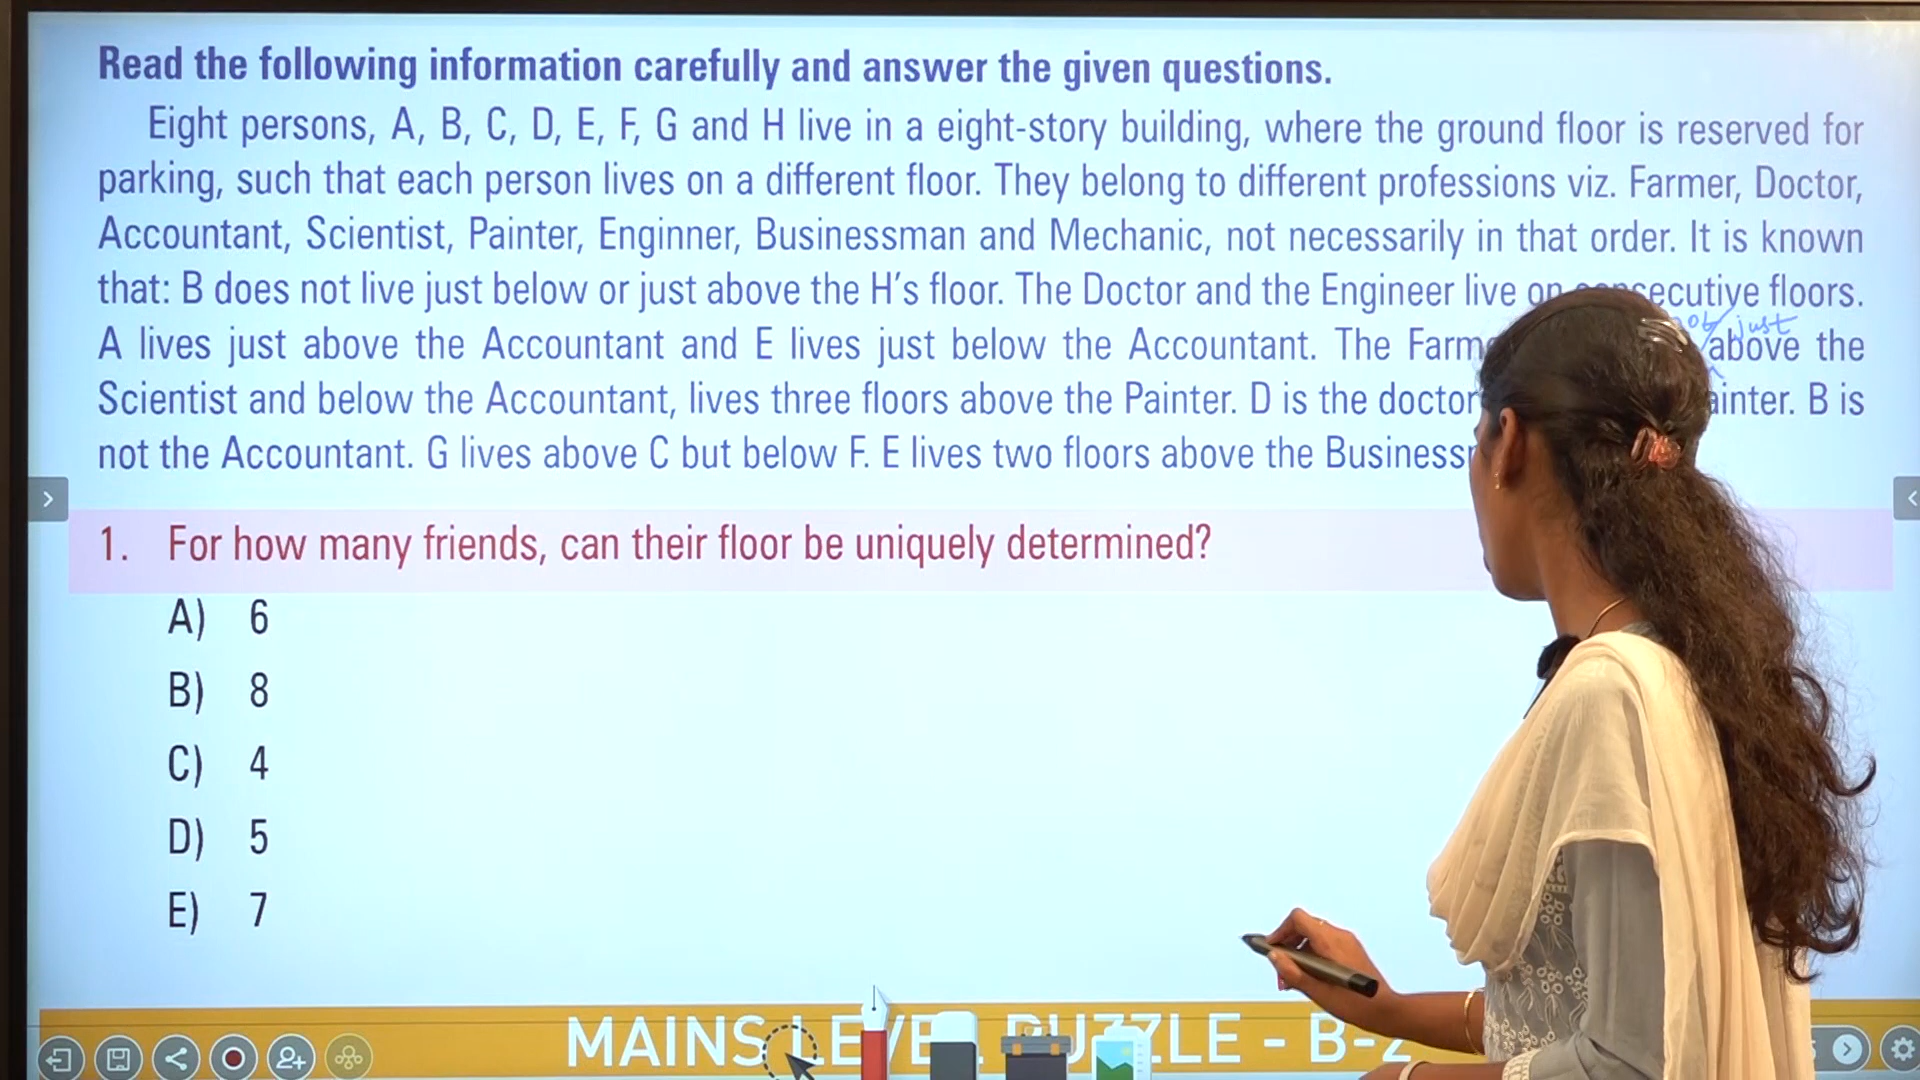 Read the following information carefully and answer the given questions.
Eight persons, A, B, C, D, E, F, G and H live in a eight-story building, where the ground floor is reserved for
parking, such that each person lives on a different floor. They belong to different professions viz. Farmer, Doctor,
Accountant, Scientist, Painter, Enginner, Businessman and Mechanic, not necessarily in that order. It is known
that: B does not live just below or just above the H's floor. The Doctor and the Engineer live on consecutive floors.
not just
A lives just above the Accountant and E lives just below the Accountant. The Farm above the
Scientist and below the Accountant, lives three floors above the Painter. D is the doctor ainter. B is
not the Accountant. G lives above C but below F. E lives two floors above the Business
1. For how many friends, can their floor be uniquely determined?
A) 6
B) 8
C) 4
D) 5
E) 7
MAINS LEVEL PUZZLE - B-2